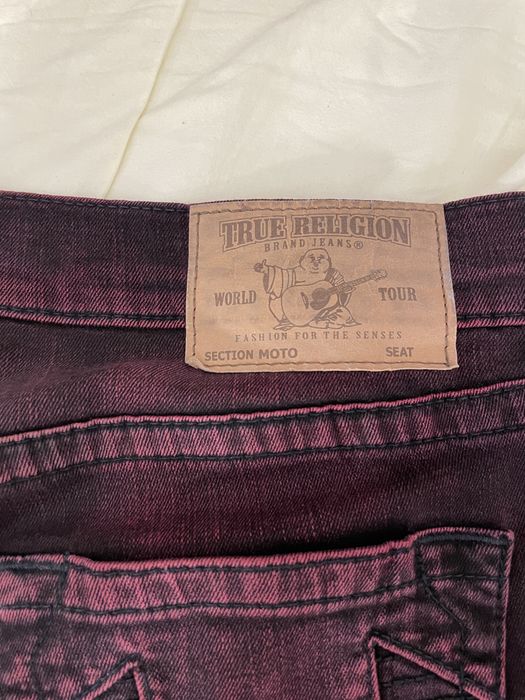 TRUE RELIGION
BRAND JEANS®
WORLD TOUR
FASHION FOR THE SENSES
SECTION MOTO SEAT